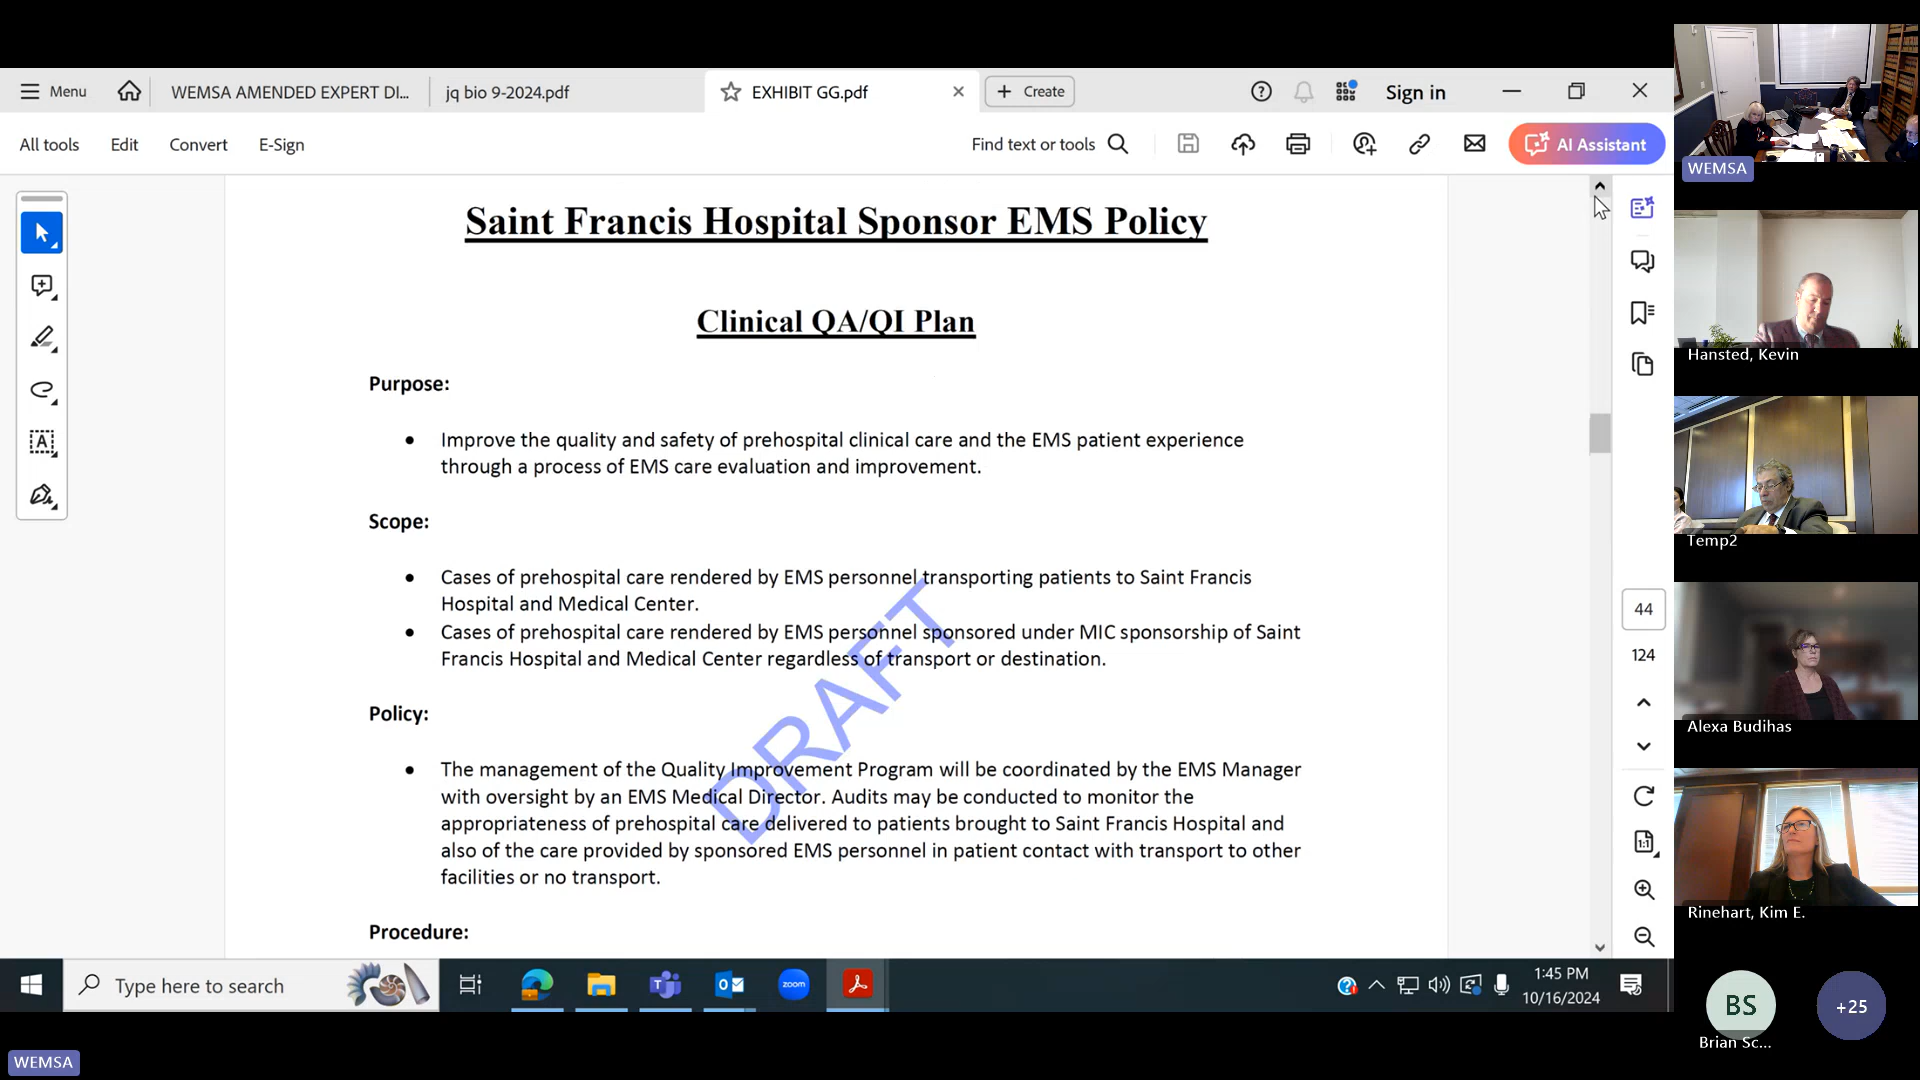 Menu
WEMSA AMENDED EXPERT DI...
jq bio 9-2024.pdf
EXHIBIT GG.pdf
Create
Sign in
All tools
Edit
Convert
E-Sign
Find text or tools
AI Assistant
Saint Francis Hospital Sponsor EMS Policy
Clinical QA/QI Plan
Purpose:
• Improve the quality and safety of prehospital clinical care and the EMS patient experience
through a process of EMS care evaluation and improvement.
Scope:
• Cases of prehospital care rendered by EMS personnel transporting patients to Saint Francis
Hospital and Medical Center.
• Cases of prehospital care rendered by EMS personnel sponsored under MIC sponsorship of Saint
Francis Hospital and Medical Center regardless of transport or destination.
Policy:
• The management of the Quality Improvement Program will be coordinated by the EMS Manager
with oversight by an EMS Medical Director. Audits may be conducted to monitor the
appropriateness of prehospital care delivered to patients brought to Saint Francis Hospital and
also of the care provided by sponsored EMS personnel in patient contact with transport to other
facilities or no transport.
Procedure:
DRAFT
44
124
1:1
Type here to search
zoom
1:45 PM
10/16/2024
WEMSA
WEMSA
Hansted, Kevin
Temp2
Alexa Budihas
Rinehart, Kim E.
BS
Brian Sc...
+25